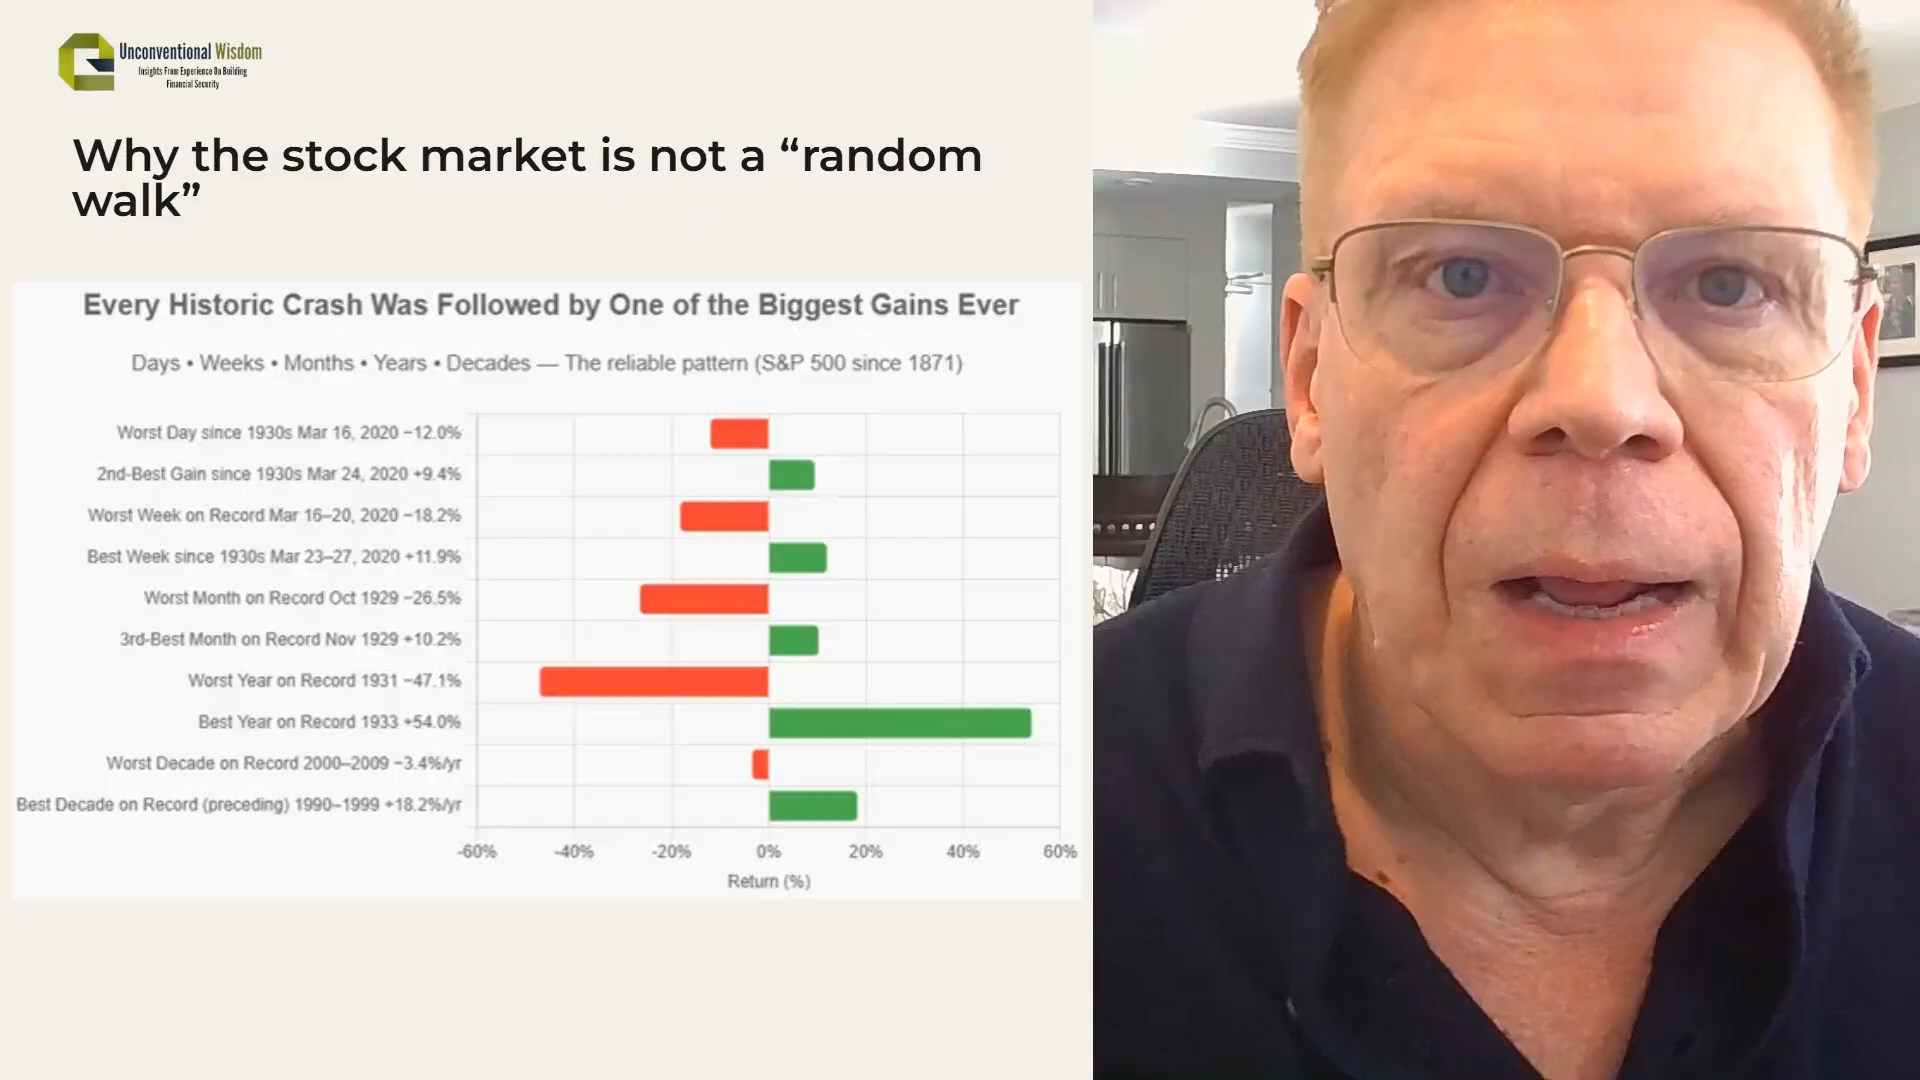 Unconventional Wisdom
Insights From Experience On Building
Financial Security
Why the stock market is not a “random
walk”
Every Historic Crash Was Followed by One of the Biggest Gains Ever
Days • Weeks • Months • Years • Decades — The reliable pattern (S&P 500 since 1871)
Worst Day since 1930s Mar 16, 2020 −12.0%
2nd-Best Gain since 1930s Mar 24, 2020 +9.4%
Worst Week on Record Mar 16–20, 2020 −18.2%
Best Week since 1930s Mar 23–27, 2020 +11.9%
Worst Month on Record Oct 1929 −26.5%
3rd-Best Month on Record Nov 1929 +10.2%
Worst Year on Record 1931 −47.1%
Best Year on Record 1933 +54.0%
Worst Decade on Record 2000–2009 −3.4%/yr
Best Decade on Record (preceding) 1990–1999 +18.2%/yr
-60% -40% -20% 0% 20% 40% 60%
Return (%)